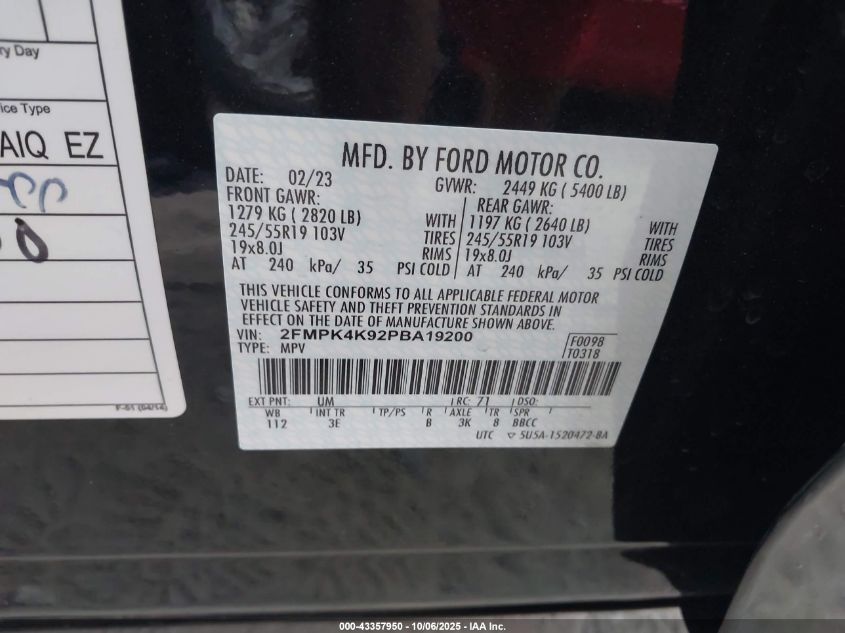 ry Day
ice Type
AIQ EZ
F-01 (04/14)
MFD. BY FORD MOTOR CO.
DATE: 02/23 GVWR: 2449 KG ( 5400 LB)
FRONT GAWR: REAR GAWR:
1279 KG ( 2820 LB) WITH 1197 KG ( 2640 LB) WITH
245/55R19 103V TIRES 245/55R19 103V TIRES
19x8.0J RIMS 19x8.0J RIMS
AT 240 kPa/ 35 PSI COLD AT 240 kPa/ 35 PSI COLD
THIS VEHICLE CONFORMS TO ALL APPLICABLE FEDERAL MOTOR
VEHICLE SAFETY AND THEFT PREVENTION STANDARDS IN
EFFECT ON THE DATE OF MANUFACTURE SHOWN ABOVE.
VIN: 2FMPK4K92PBA19200 F0098
TYPE: MPV T0318
EXT PNT: UM RC: 71 DSO:
WB INT TR TP/PS R AXLE TR SPR
112 3E B 3K 8 BBCC
UTC ▽ 5U5A-1520472-BA
000-43357950 - 10/06/2025 - IAA Inc.